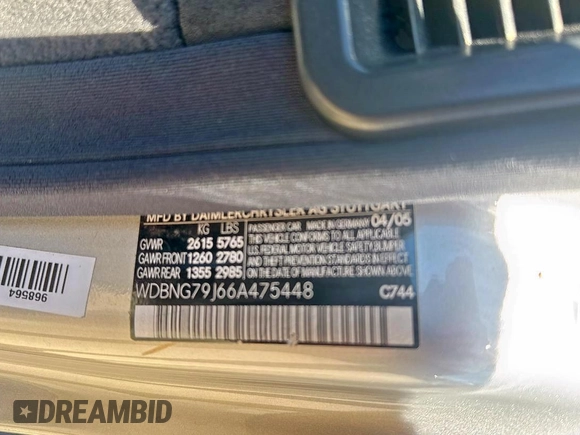 MFD BY DAIMLERCHRYSLER AG STUTTGART
KG LBS
GVWR 2615 5765
GAWR FRONT 1260 2780
GAWR REAR 1355 2985
PASSENGER CAR MADE IN GERMANY 04/06
THIS VEHICLE CONFORMS TO ALL APPLICABLE
U.S. FEDERAL MOTOR VEHICLE SAFETY, BUMPER
AND THEFT PREVENTION STANDARDS IN EFFECT
ON THE DATE OF MANUFACTURE SHOWN ABOVE.
WDBNG79J66A475448 C744
968564
DREAMBID